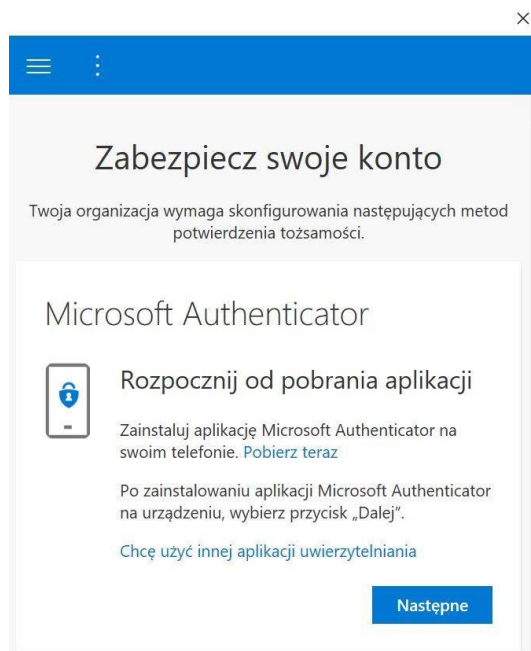 Zabezpiecz swoje konto
Twoja organizacja wymaga skonfigurowania następujących metod
potwierdzenia tożsamości.
Microsoft Authenticator
Rozpocznij od pobrania aplikacji
Zainstaluj aplikację Microsoft Authenticator na
swoim telefonie. Pobierz teraz
Po zainstalowaniu aplikacji Microsoft Authenticator
na urządzeniu, wybierz przycisk „Dalej”.
Chcę użyć innej aplikacji uwierzytelniania
Następne